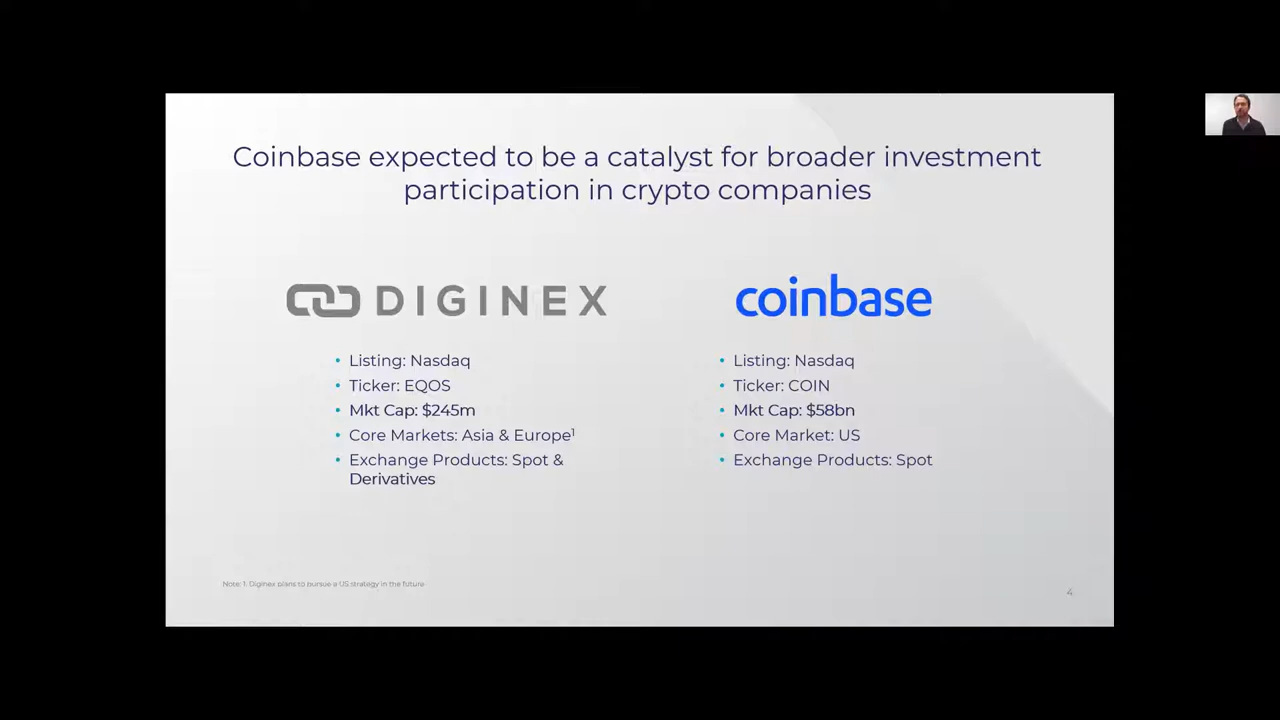 Coinbase expected to be a catalyst for broader investment
participation in crypto companies
DIGINEX
• Listing: Nasdaq
• Ticker: EQOS
• Mkt Cap: $245m
• Core Markets: Asia & Europe¹
• Exchange Products: Spot &
Derivatives
coinbase
• Listing: Nasdaq
• Ticker: COIN
• Mkt Cap: $58bn
• Core Market: US
• Exchange Products: Spot
Note: 1. Diginex plans to pursue a US strategy in the future
4